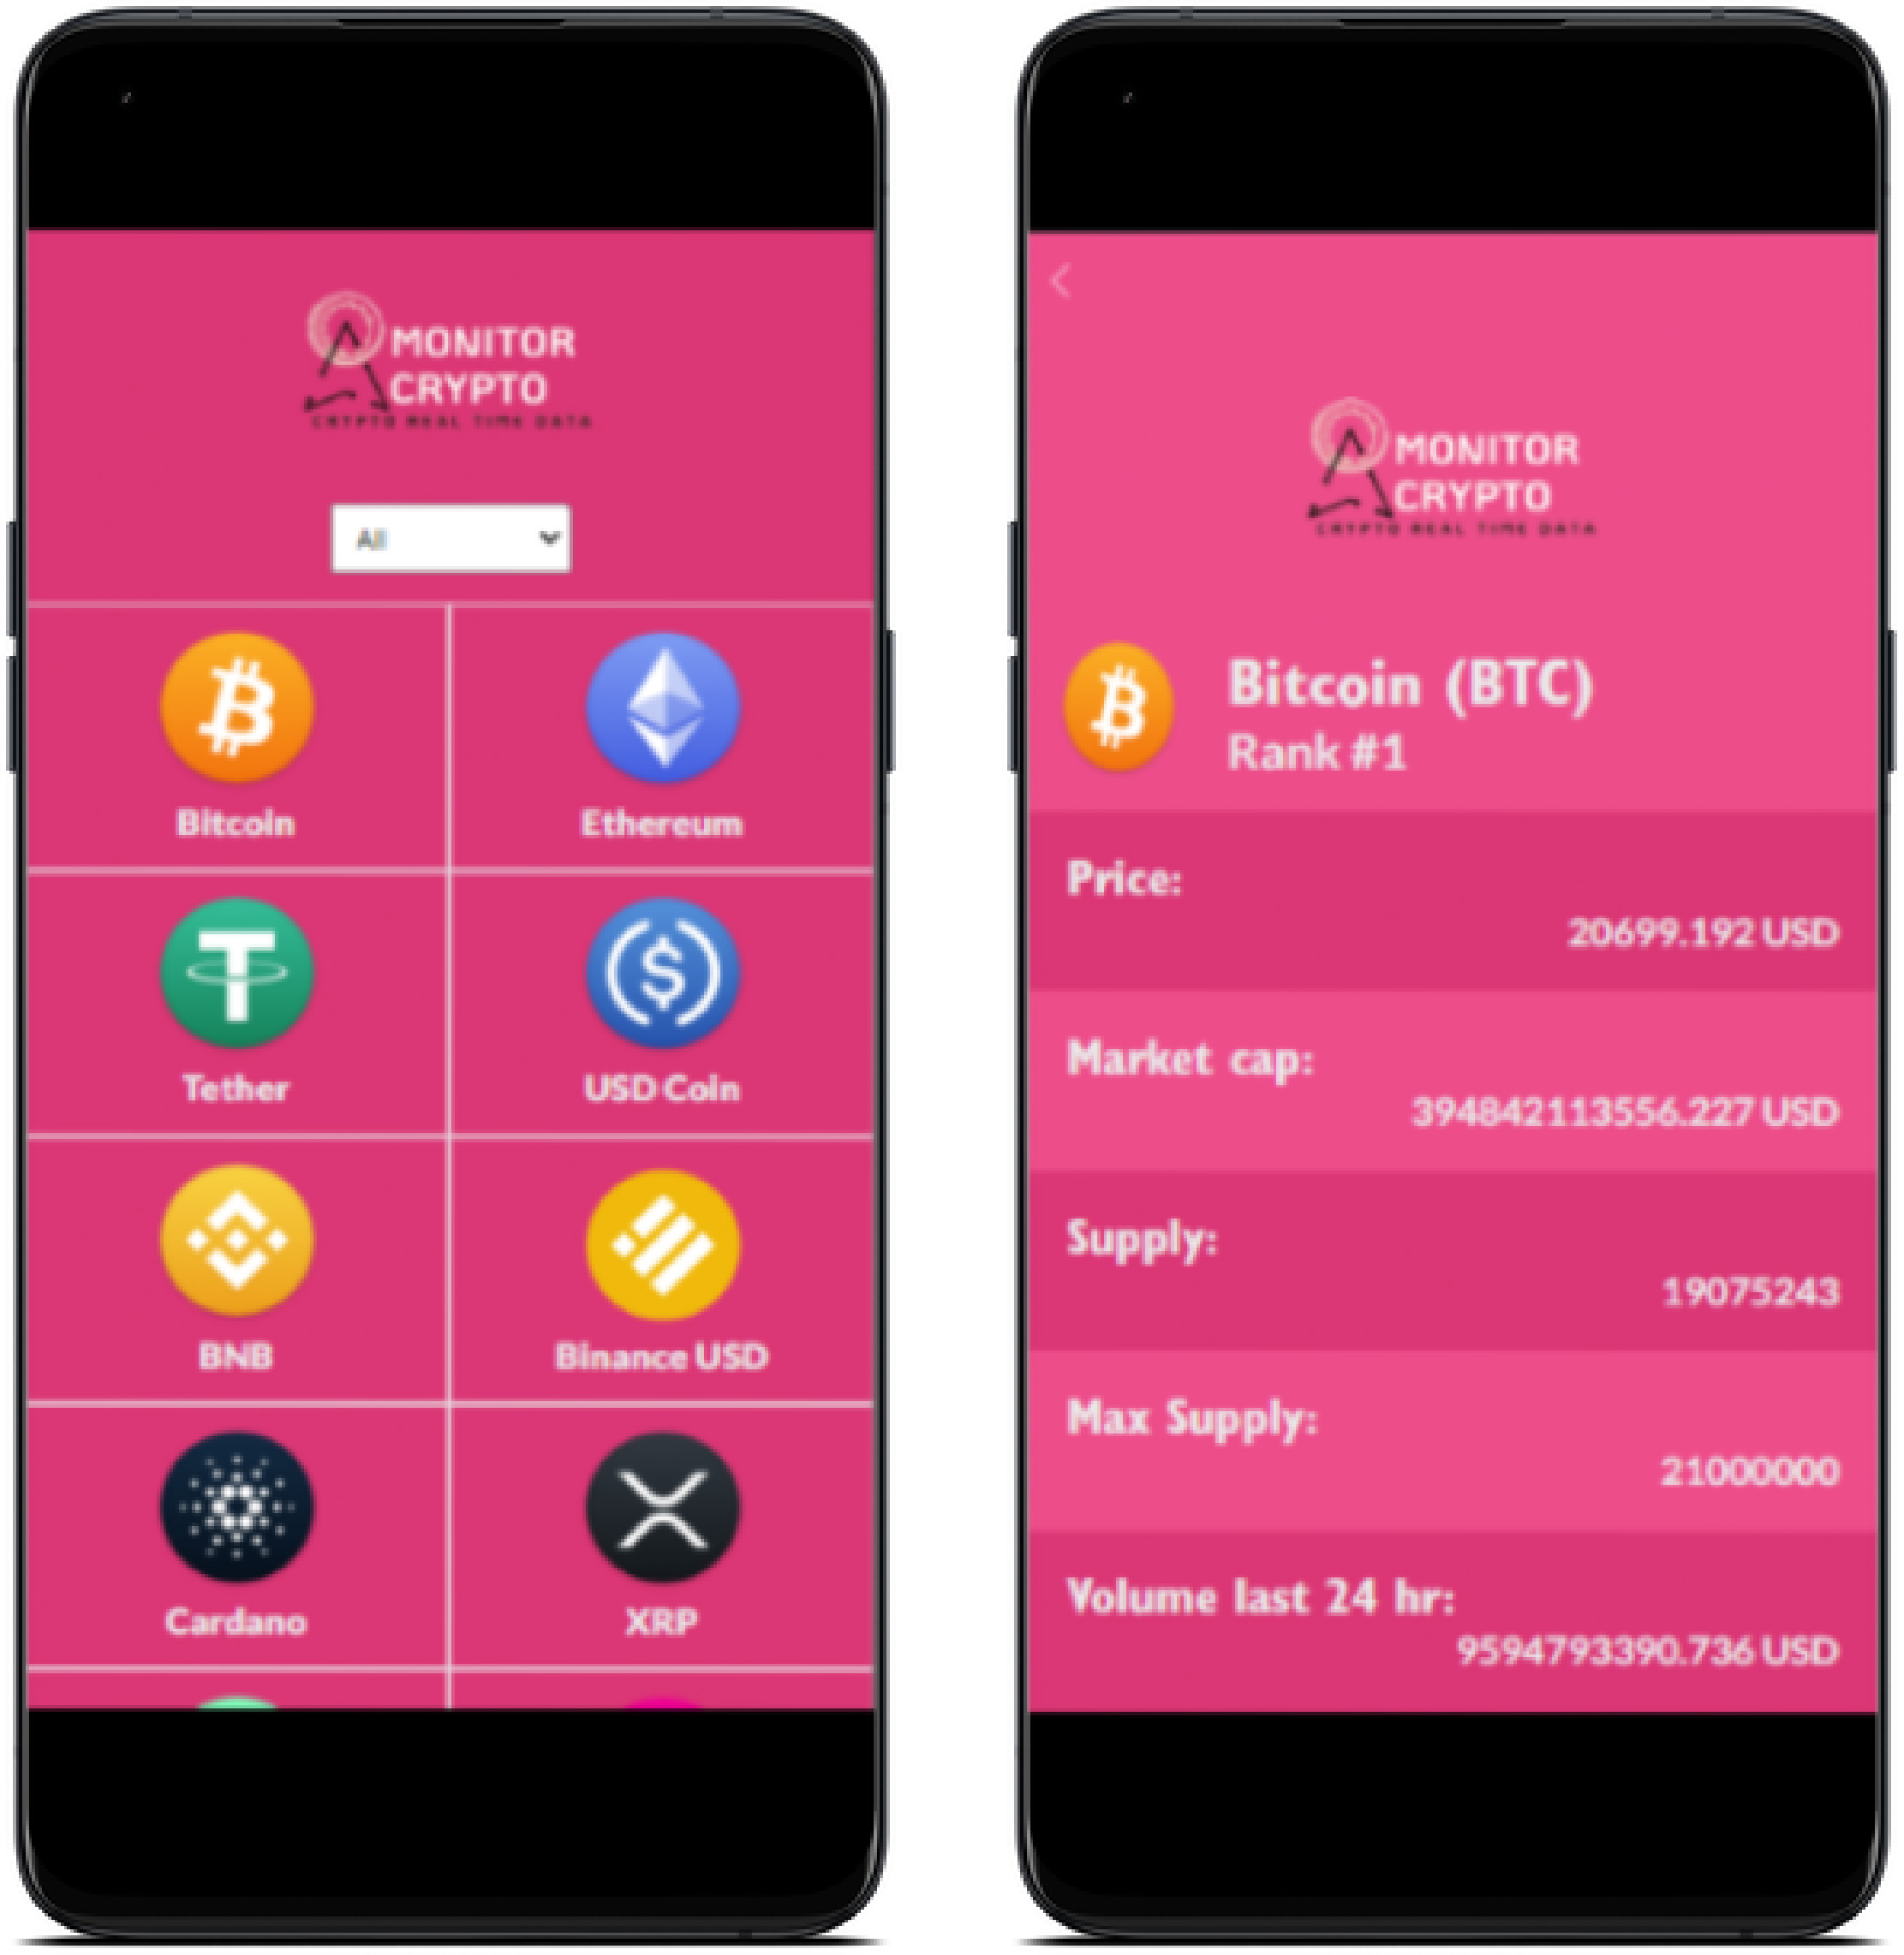 MONITOR
CRYPTO
CRYPTO REAL TIME DATA
All
Bitcoin
Ethereum
Tether
USD Coin
BNB
Binance USD
Cardano
XRP
MONITOR
CRYPTO
CRYPTO REAL TIME DATA
Bitcoin (BTC)
Rank #1
Price:
20699.192 USD
Market cap:
394842113556.227 USD
Supply:
19075243
Max Supply:
21000000
Volume last 24 hr:
9594793390.736 USD